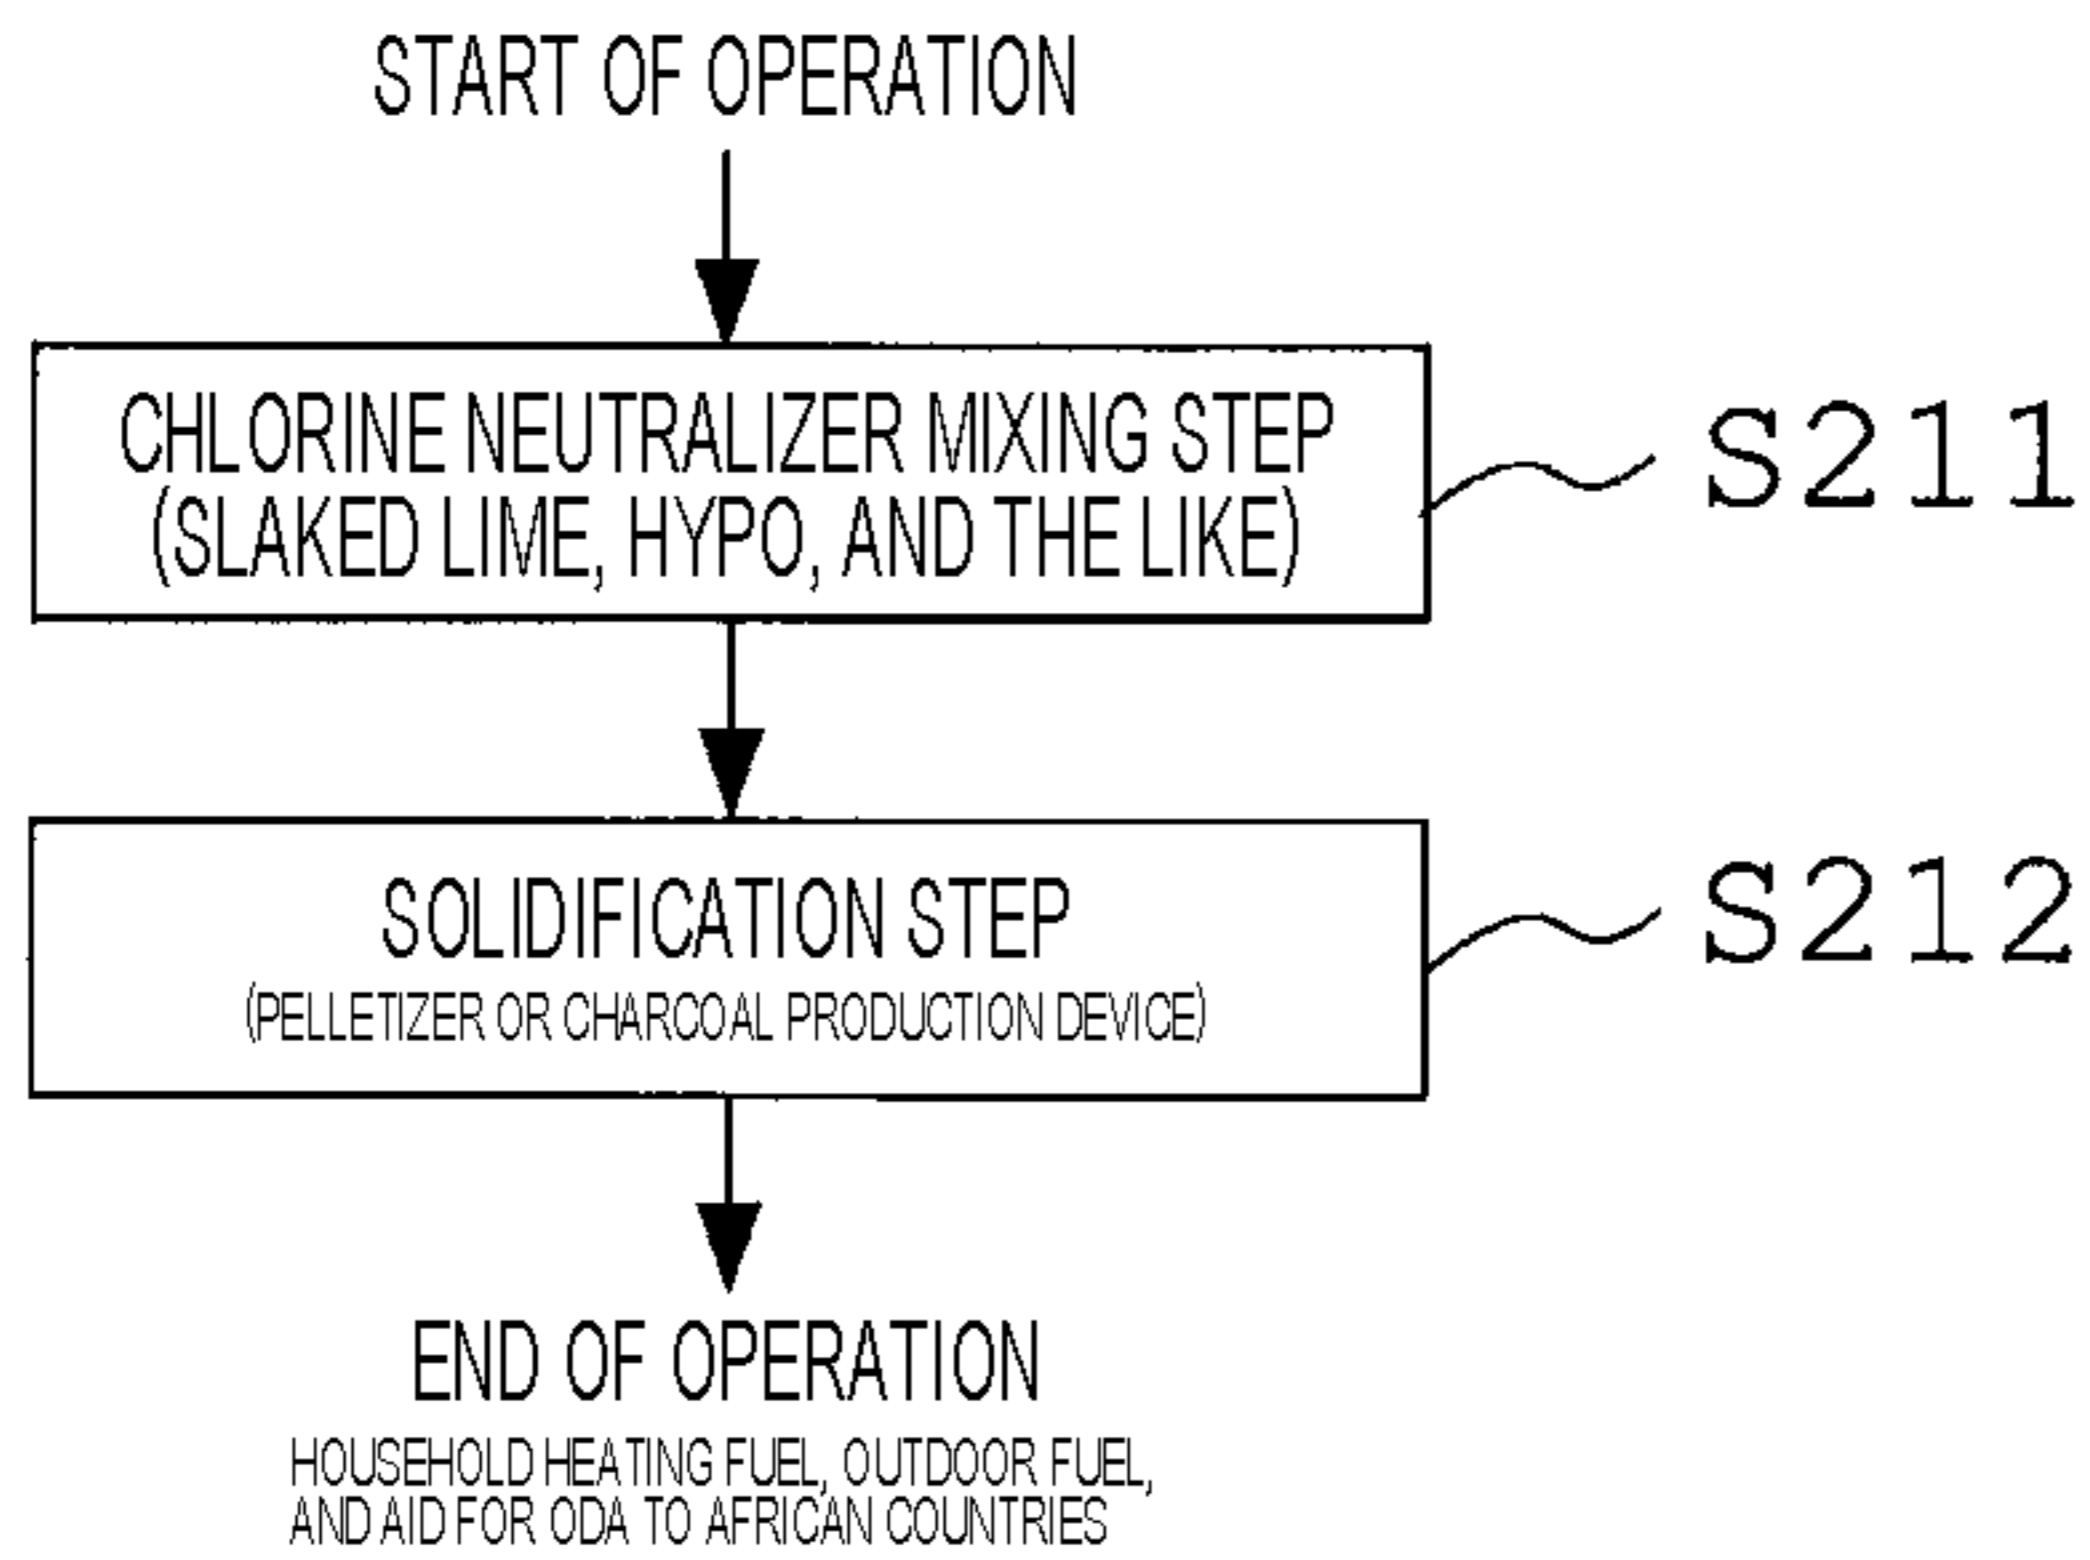 START OF OPERATION
CHLORINE NEUTRALIZER MIXING STEP
(SLAKED LIME, HYPO, AND THE LIKE)
S211
SOLIDIFICATION STEP
(PELLETIZER OR CHARCOAL PRODUCTION DEVICE)
S212
END OF OPERATION
HOUSEHOLD HEATING FUEL, OUTDOOR FUEL,
AND AID FOR ODA TO AFRICAN COUNTRIES